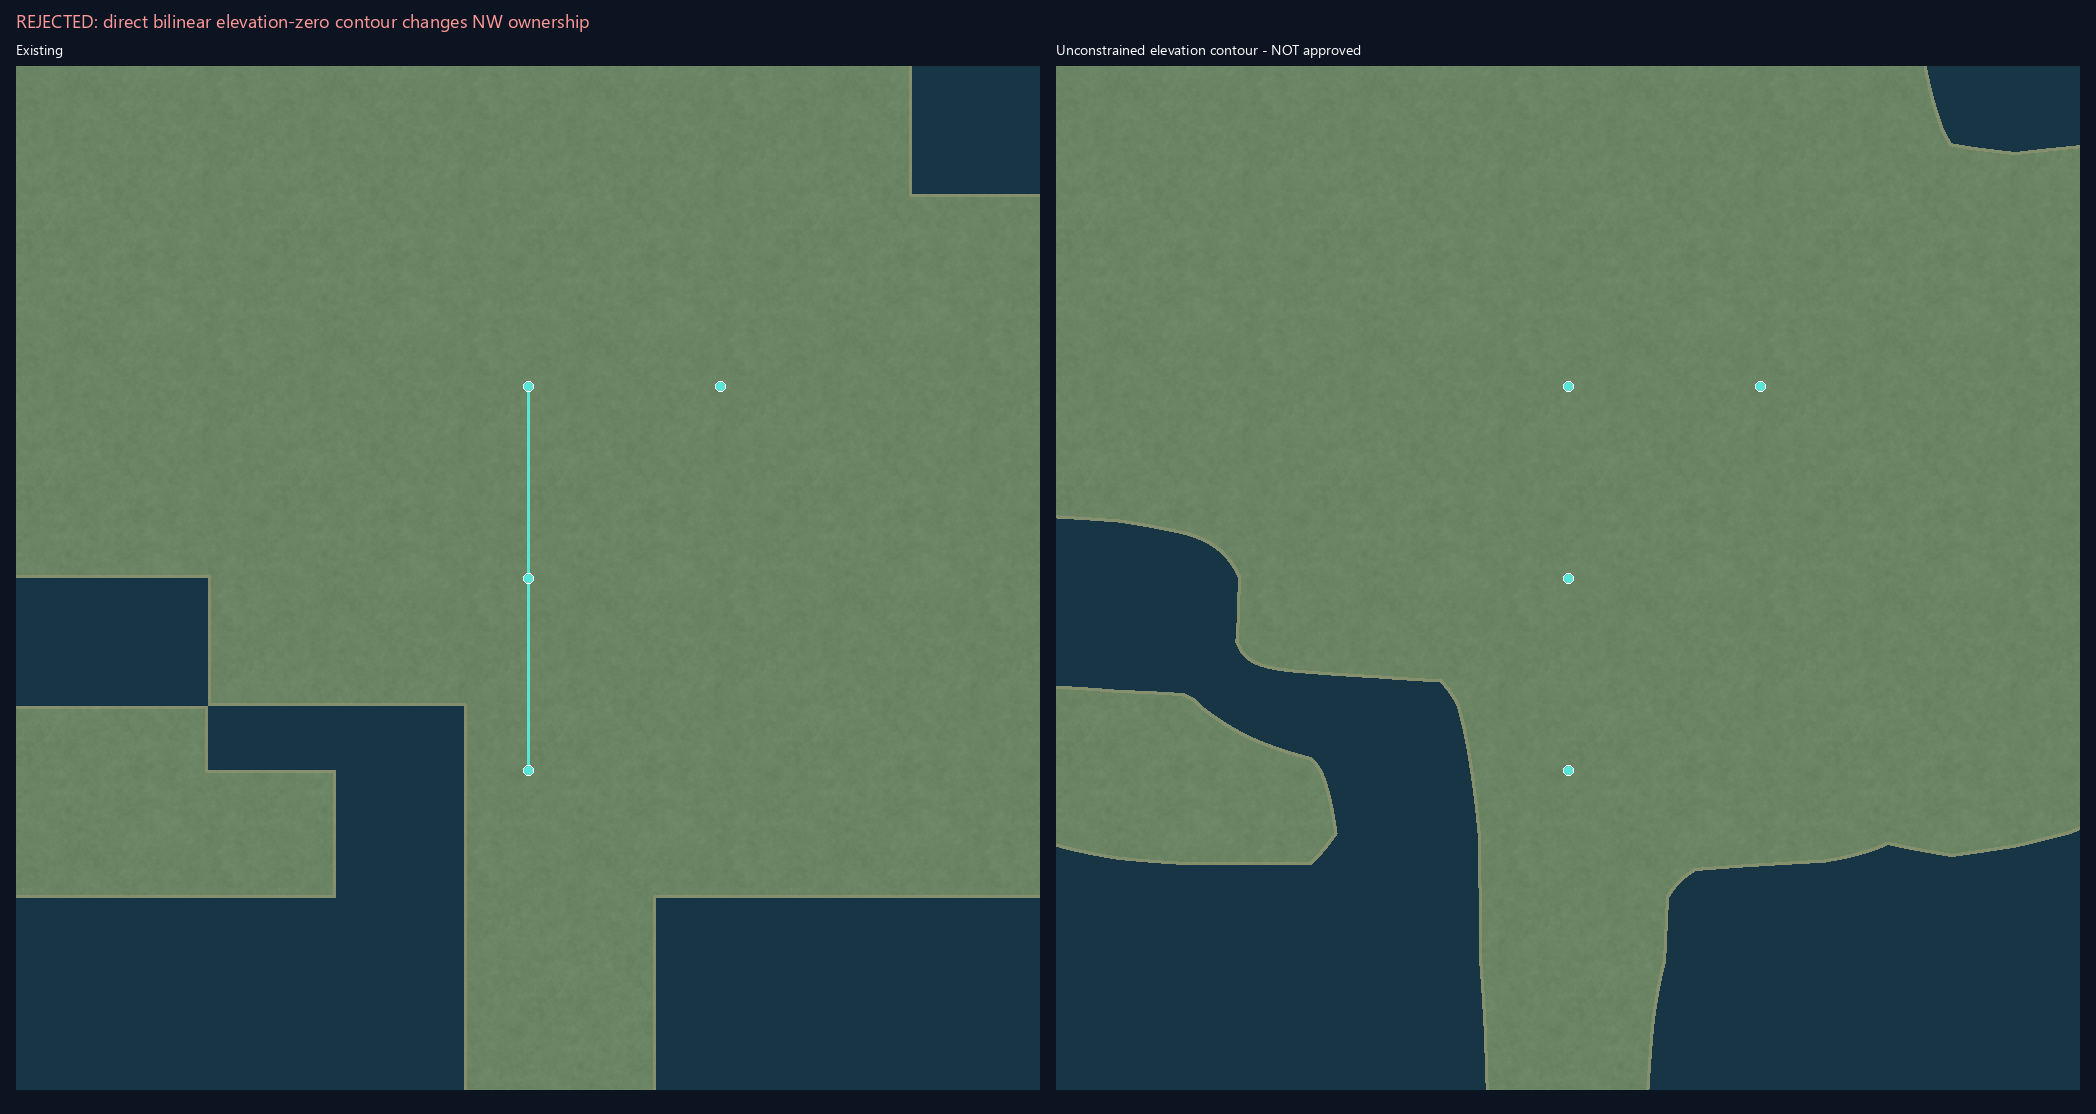 REJECTED: direct bilinear elevation-zero contour changes NW ownership
Existing
Unconstrained elevation contour - NOT approved